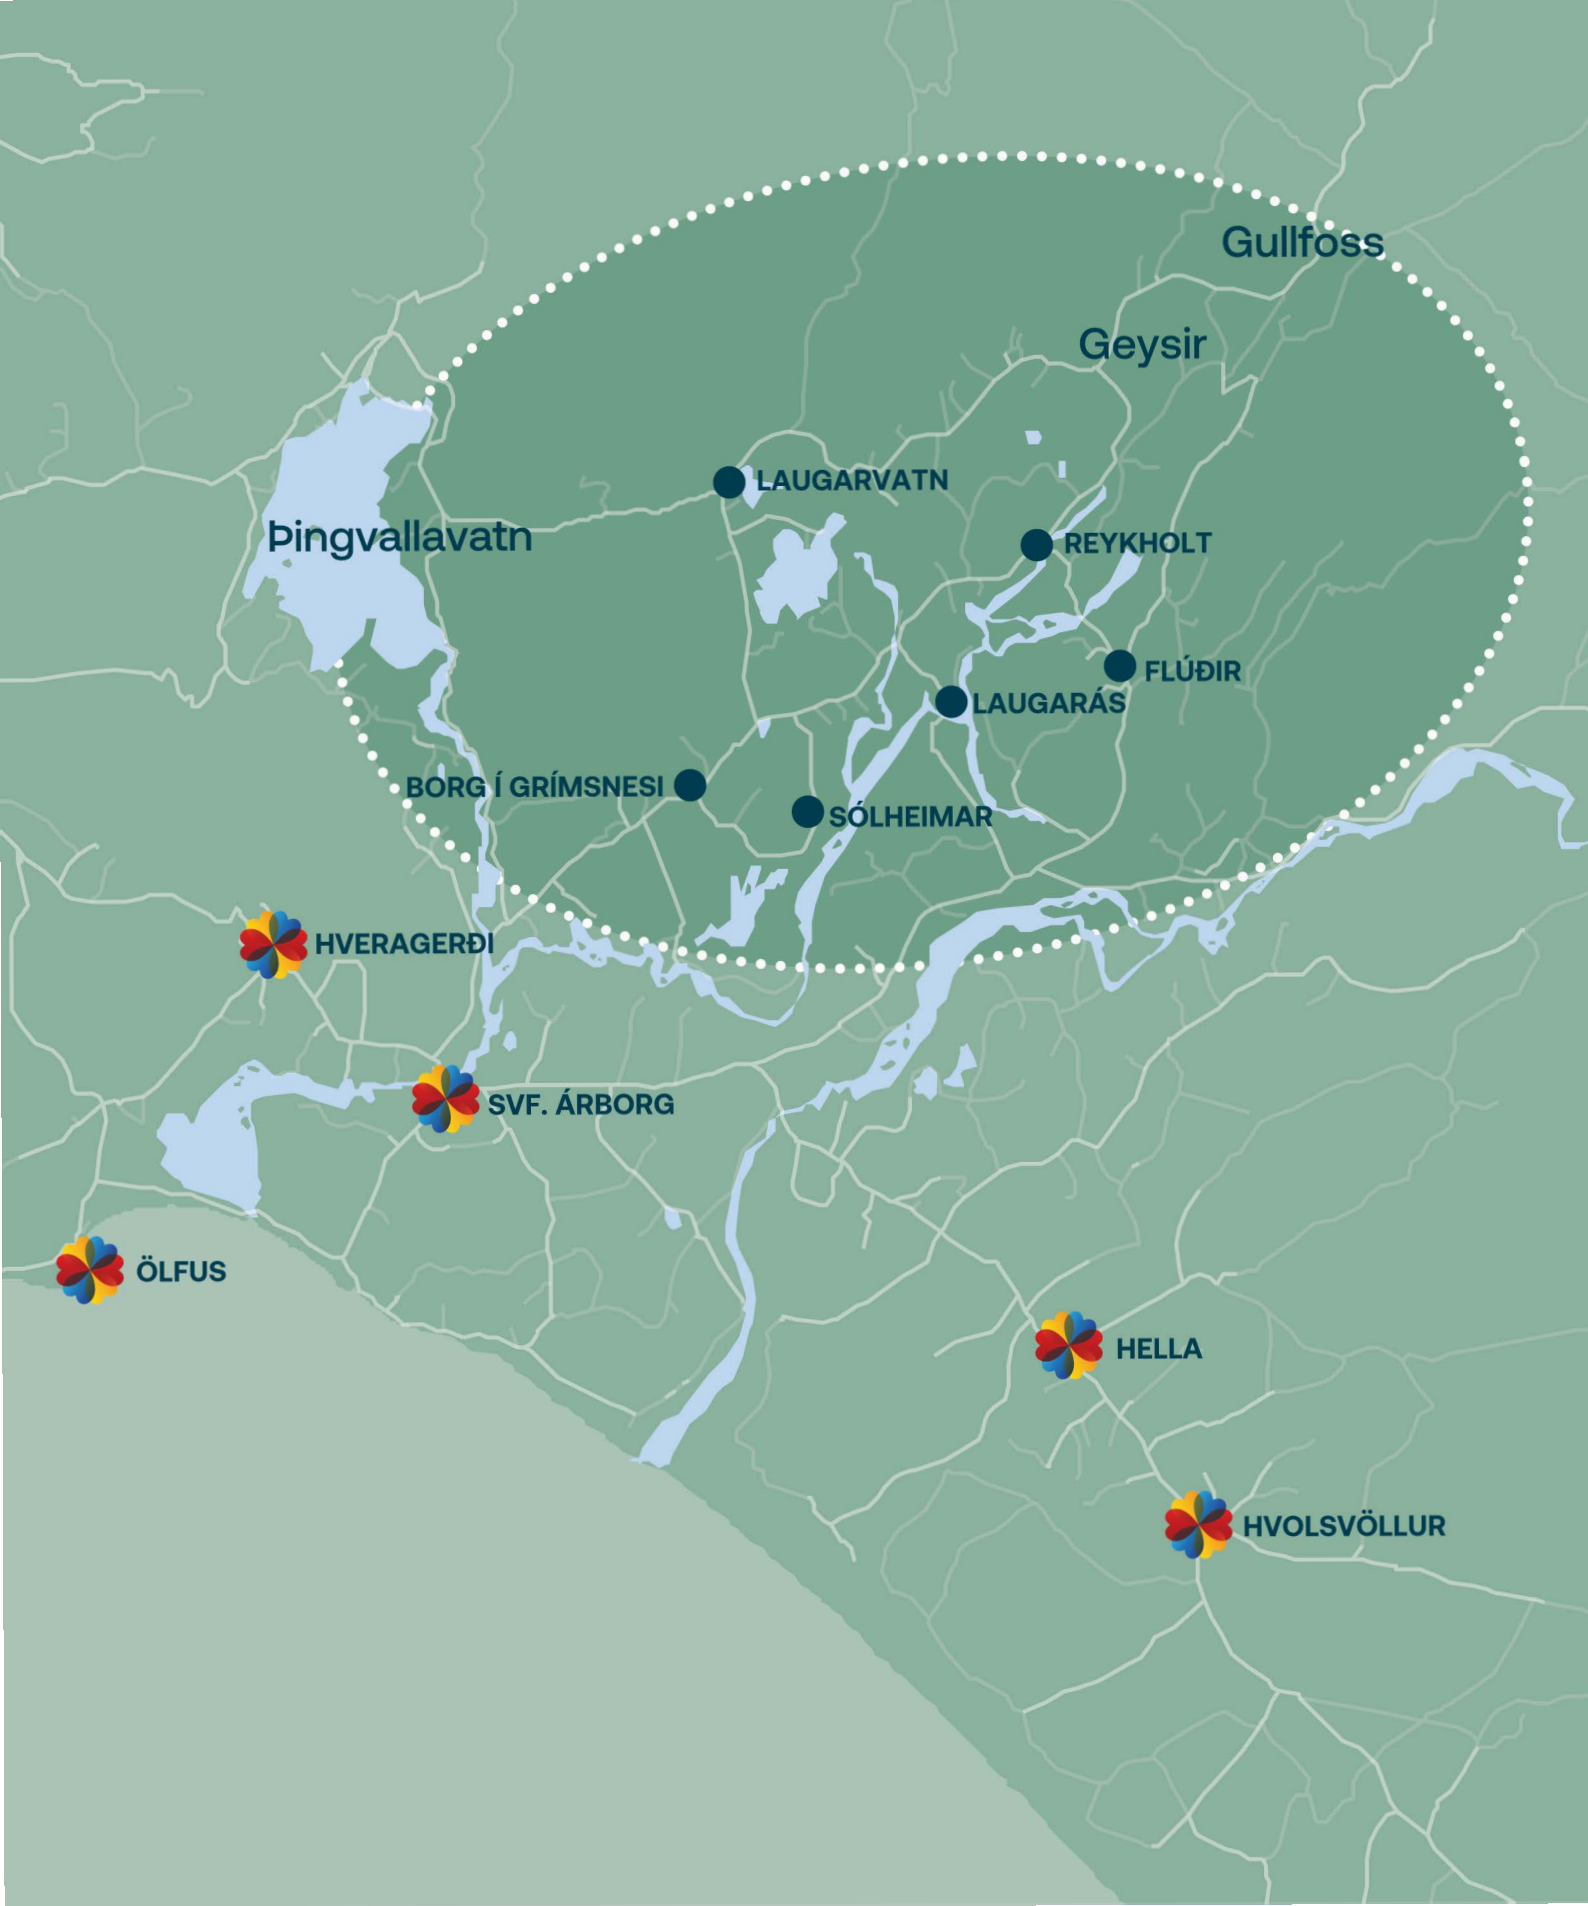 Gullfoss
Geysir
LAUGARVATN
Þingvallavatn
REYKHOLT
FLÚÐIR
LAUGARÁS
BORG Í GRÍMSNESI
SÓLHEIMAR
HVERAGERÐI
SVF. ÁRBORG
ÖLFUS
HELLA
HVOLSVÖLLUR